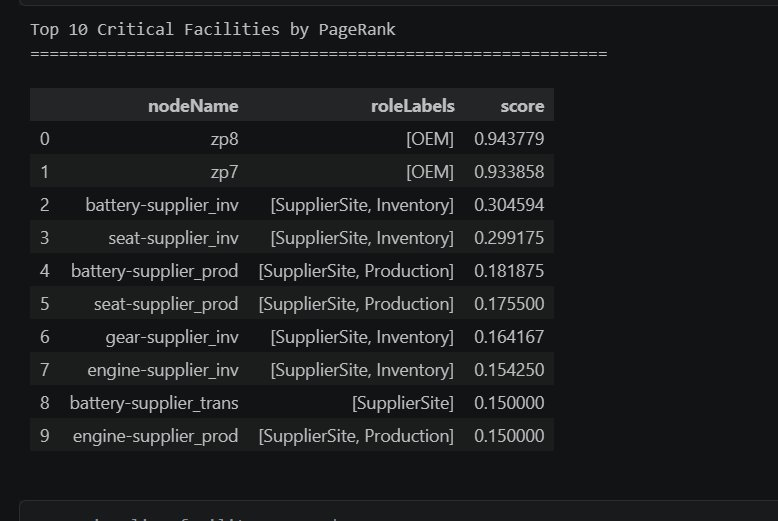 Top 10 Critical Facilities by PageRank
============================================================
nodeName roleLabels score
0 zp8 [OEM] 0.943779
1 zp7 [OEM] 0.933858
2 battery-supplier_inv [SupplierSite, Inventory] 0.304594
3 seat-supplier_inv [SupplierSite, Inventory] 0.299175
4 battery-supplier_prod [SupplierSite, Production] 0.181875
5 seat-supplier_prod [SupplierSite, Production] 0.175500
6 gear-supplier_inv [SupplierSite, Inventory] 0.164167
7 engine-supplier_inv [SupplierSite, Inventory] 0.154250
8 battery-supplier_trans [SupplierSite] 0.150000
9 engine-supplier_prod [SupplierSite, Production] 0.150000